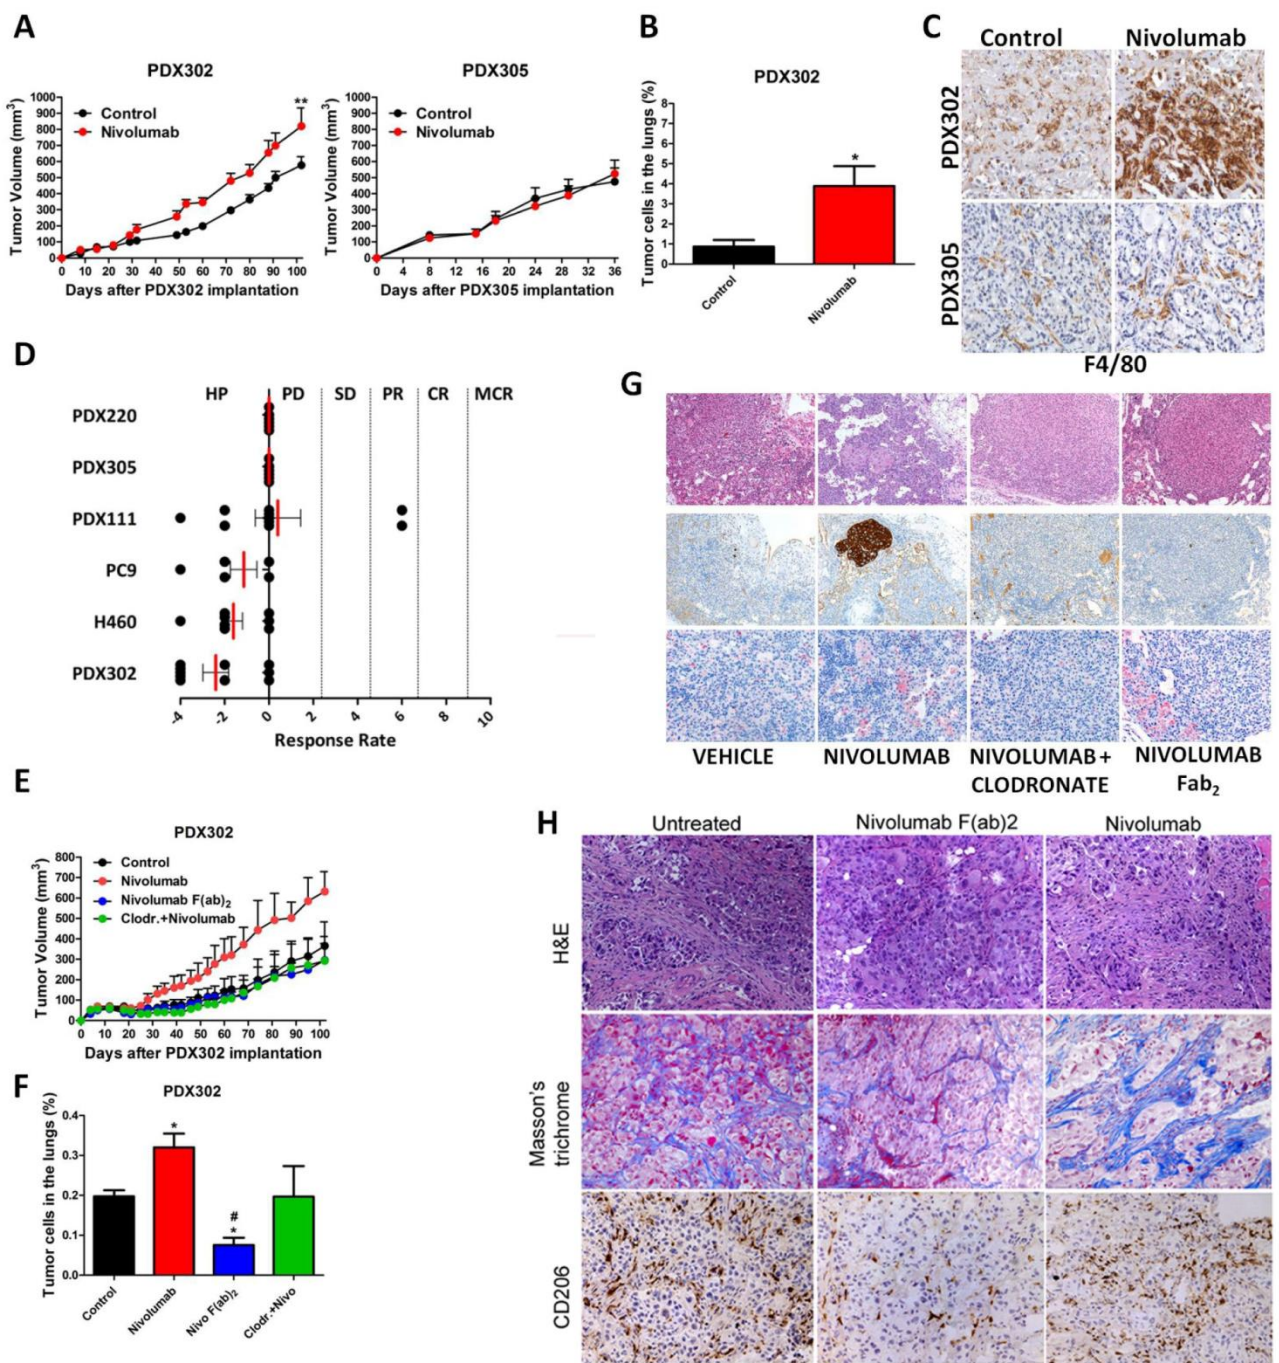 A
PDX302
Tumor Volume (mm³)
1000
900
800
700
600
500
400
300
200
100
0
Control
Nivolumab
**
0 10 20 30 40 50 60 70 80 90 100
Days after PDX302 implantation
PDX305
Tumor Volume (mm³)
1000
900
800
700
600
500
400
300
200
100
0
Control
Nivolumab
0 4 8 12 16 20 24 28 32 36
Days after PDX305 implantation
B
PDX302
Tumor cells in the lungs (%)
8
7
6
5
4
3
2
1
0
*
Control
Nivolumab
C
Control Nivolumab
PDX302
PDX305
F4/80
D
HP PD SD PR CR MCR
PDX220
PDX305
PDX111
PC9
H460
PDX302
-4 -2 0 2 4 6 8 10
Response Rate
E
PDX302
Tumor Volume (mm³)
800
700
600
500
400
300
200
100
0
Control
Nivolumab
Nivolumab F(ab)₂
Clodr.+Nivolumab
0 10 20 30 40 50 60 70 80 90 100
Days after PDX302 implantation
F
PDX302
Tumor cells in the lungs (%)
0.4
0.3
0.2
0.1
0.0
*
#
*
Control
Nivolumab
Nivo F(ab)₂
Clodr.+Nivo
G
VEHICLE NIVOLUMAB NIVOLUMAB+ NIVOLUMAB
CLODRONATE Fab₂
H
Untreated Nivolumab F(ab)2 Nivolumab
H&E
Masson's
trichrome
CD206